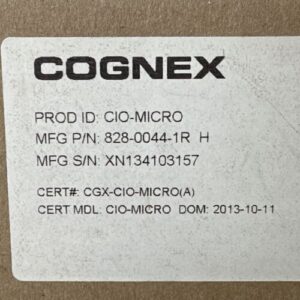 COGNEX
PROD ID: CIO-MICRO
MFG P/N: 828-0044-1R H
MFG S/N: XN134103157
CERT#: CGX-CIO-MICRO(A)
CERT MDL: CIO-MICRO DOM: 2013-10-11